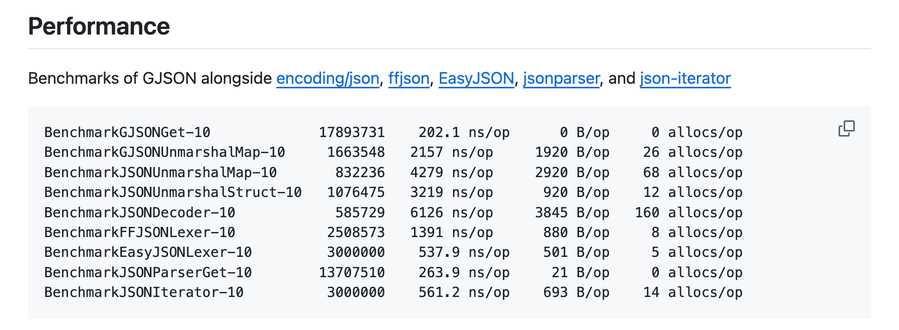 Performance
Benchmarks of GJSON alongside encoding/json, ffjson, EasyJSON, jsonparser, and json-iterator
BenchmarkGJSONGet-10 17893731 202.1 ns/op 0 B/op 0 allocs/op
BenchmarkGJSONUnmarshalMap-10 1663548 2157 ns/op 1920 B/op 26 allocs/op
BenchmarkJSONUnmarshalMap-10 832236 4279 ns/op 2920 B/op 68 allocs/op
BenchmarkJSONUnmarshalStruct-10 1076475 3219 ns/op 920 B/op 12 allocs/op
BenchmarkJSONDecoder-10 585729 6126 ns/op 3845 B/op 160 allocs/op
BenchmarkFFJSONLexer-10 2508573 1391 ns/op 880 B/op 8 allocs/op
BenchmarkEasyJSONLexer-10 3000000 537.9 ns/op 501 B/op 5 allocs/op
BenchmarkJSONParserGet-10 13707510 263.9 ns/op 21 B/op 0 allocs/op
BenchmarkJSONIterator-10 3000000 561.2 ns/op 693 B/op 14 allocs/op